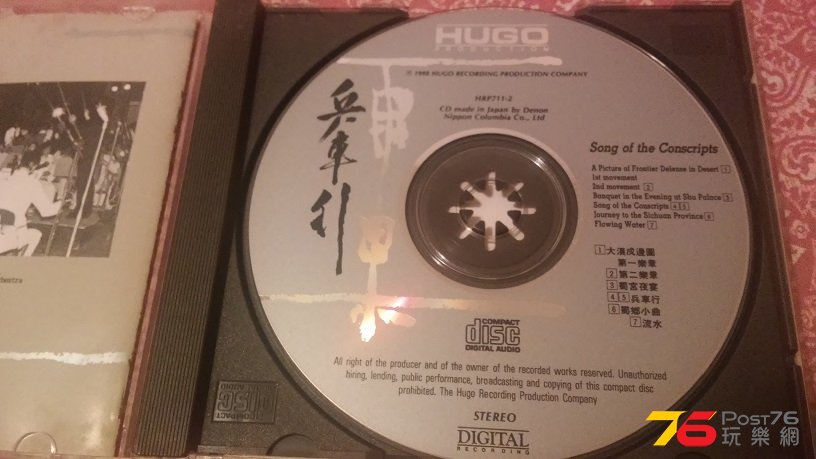 HUGO
PRODUCTION
℗ 1988 HUGO RECORDING PRODUCTION COMPANY
HRP711-2
CD made in Japan by Denon
Nippon Columbia Co., Ltd
兵車行
Song of the Conscripts
A Picture of Frontier Defense in Desert 1
1st movement
2nd movement 2
Banquet in the Evening at Shu Palace 3
Song of the Conscripts 4 5
Journey to the Sichuan Province 6
Flowing Water 7
1 大漠戍邊圖
第一樂章
2 第二樂章
3 蜀宮夜宴
4 5 兵車行
6 蜀鄉小曲
7 流水
COMPACT
disc
DIGITAL AUDIO
All right of the producer and of the owner of the recorded works reserved. Unauthorized
hiring, lending, public performance, broadcasting and copying of this compact disc
prohibited. The Huge Recording Production Company
STEREO
DIGITAL
RECORDING
COMPACT
disc
76 POST76
玩樂網